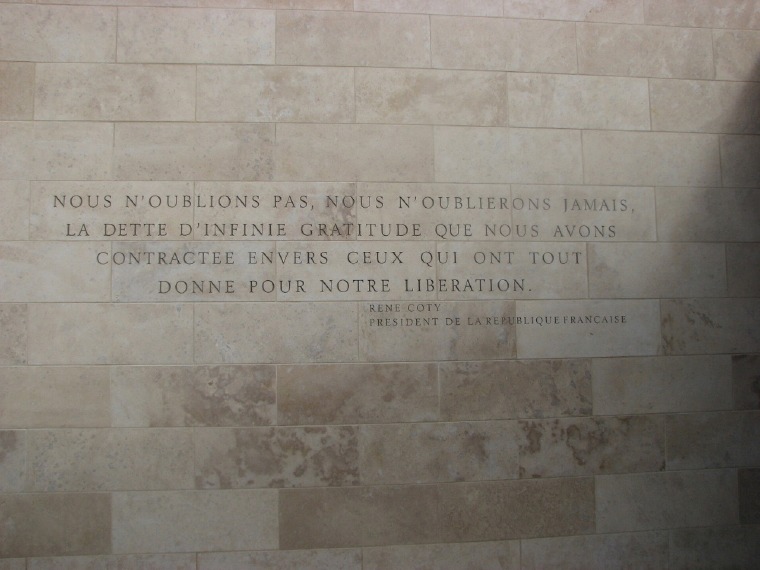 NOUS N'OUBLIONS PAS, NOUS N'OUBLIERONS JAMAIS,
LA DETTE D'INFINIE GRATITUDE QUE NOUS AVONS
CONTRACTEE ENVERS CEUX QUI ONT TOUT
DONNE POUR NOTRE LIBERATION.
RENE COTY
PRESIDENT DE LA REPUBLIQUE FRANCAISE